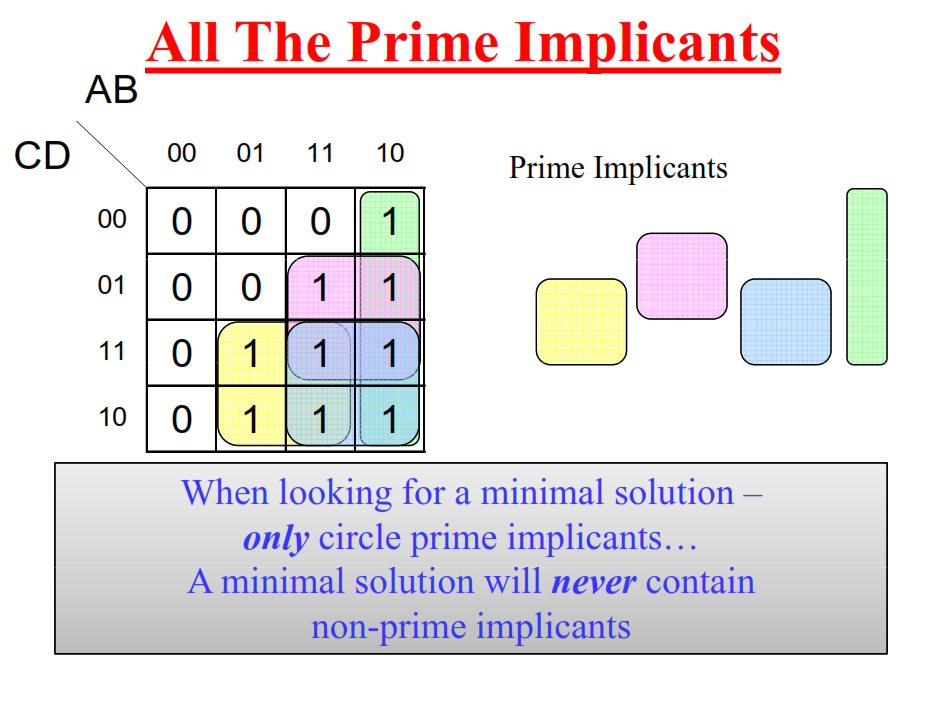 All The Prime Implicants
AB
CD
00 01 11 10
Prime Implicants
00 0 0 0 1
01 0 0 1 1
11 0 1 1 1
10 0 1 1 1
When looking for a minimal solution –
only circle prime implicants…
A minimal solution will never contain
non-prime implicants